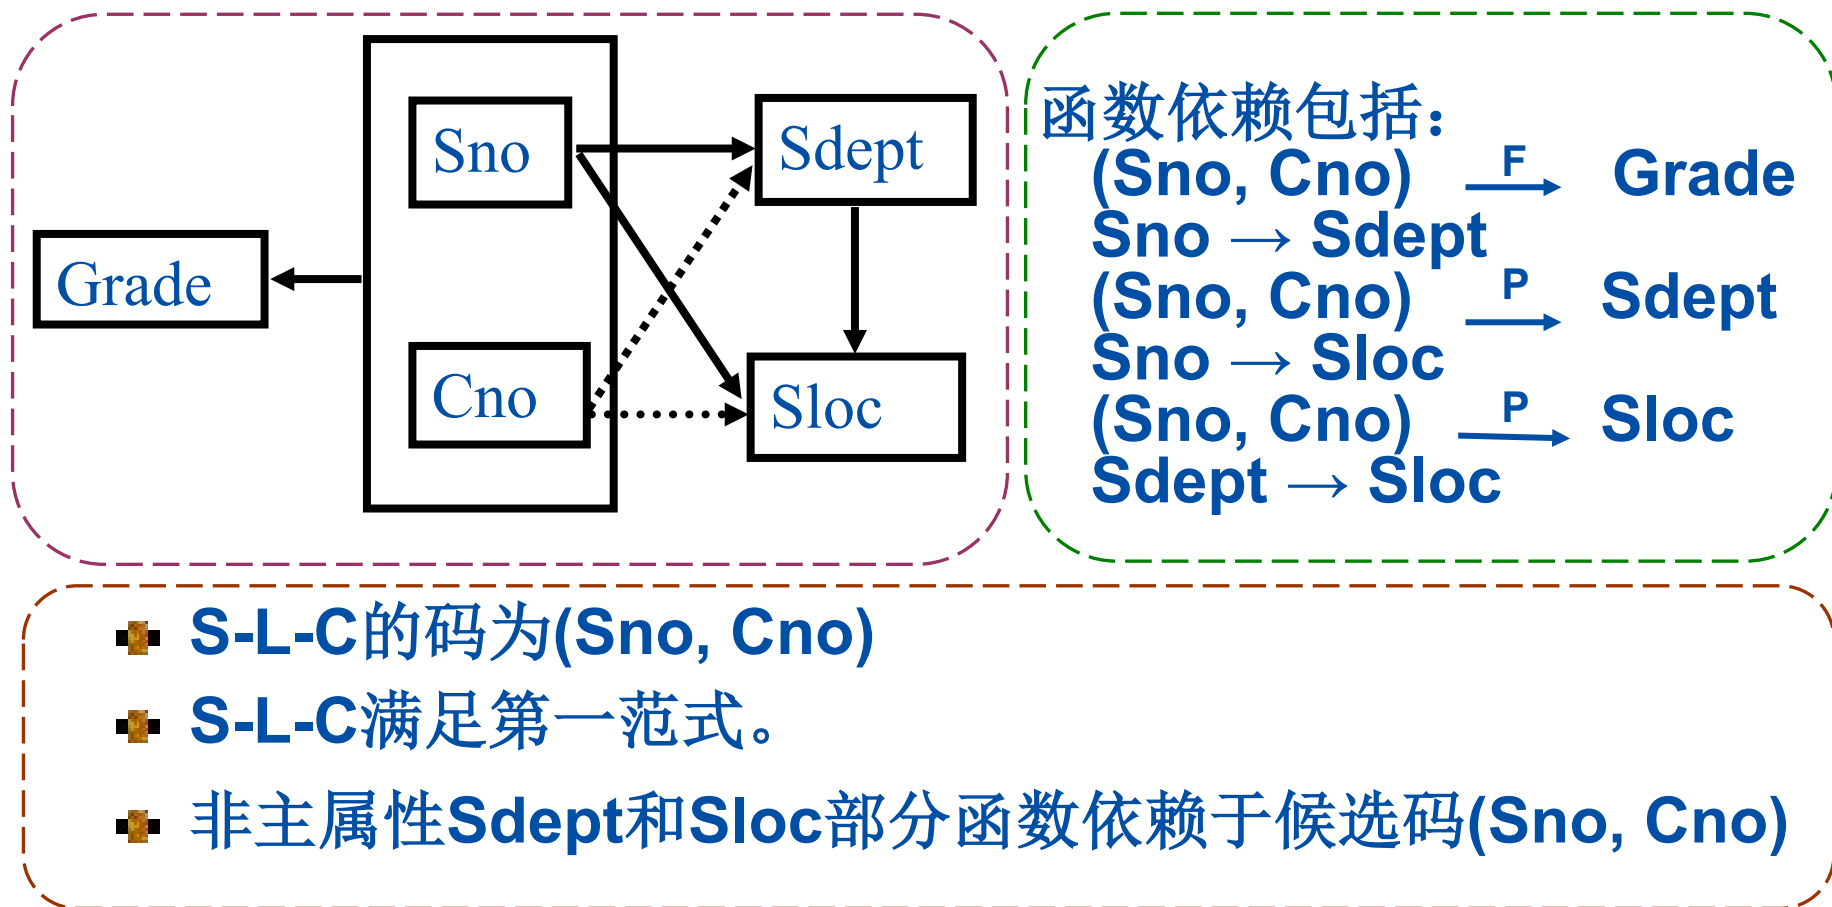 Sno
Sdept
Grade
Cno
Sloc
函数依赖包括：
(Sno, Cno) F Grade
Sno → Sdept
(Sno, Cno) P Sdept
Sno → Sloc
(Sno, Cno) P Sloc
Sdept → Sloc
S-L-C的码为(Sno, Cno)
S-L-C满足第一范式。
非主属性Sdept和Sloc部分函数依赖于候选码(Sno, Cno)